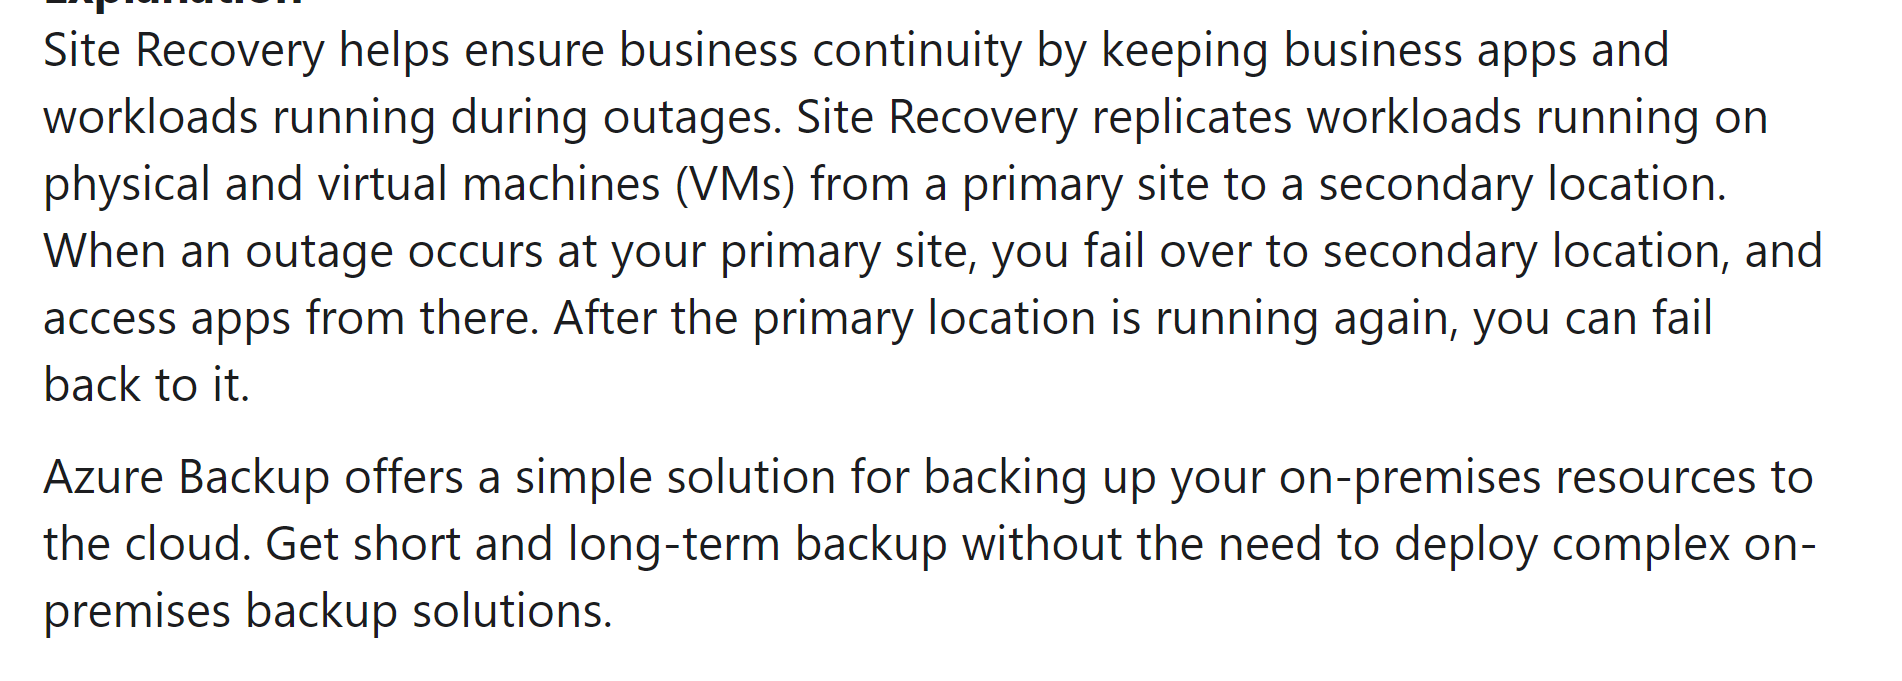 Explanation
Site Recovery helps ensure business continuity by keeping business apps and
workloads running during outages. Site Recovery replicates workloads running on
physical and virtual machines (VMs) from a primary site to a secondary location.
When an outage occurs at your primary site, you fail over to secondary location, and
access apps from there. After the primary location is running again, you can fail
back to it.
Azure Backup offers a simple solution for backing up your on-premises resources to
the cloud. Get short and long-term backup without the need to deploy complex on-
premises backup solutions.